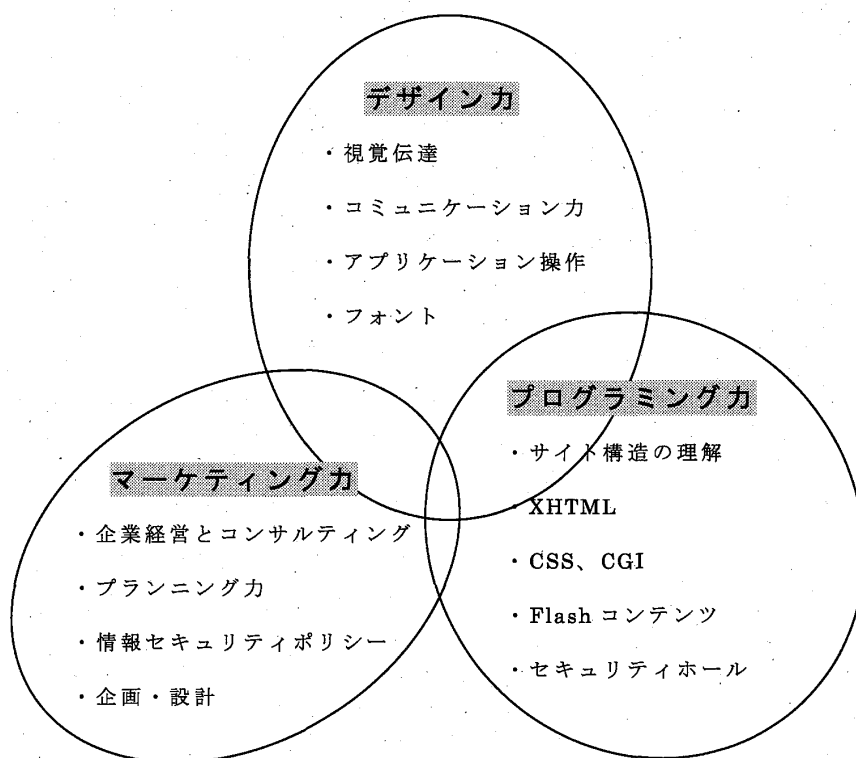 デザイン力
・視覚伝達
・コミュニケーション力
・アプリケーション操作
・フォント
プログラミング力
・サイト構造の理解
・XHTML
・CSS、CGI
・Flash コンテンツ
・セキュリティホール
マーケティング力
・企業経営とコンサルティング
・プランニング力
・情報セキュリティポリシー
・企画・設計